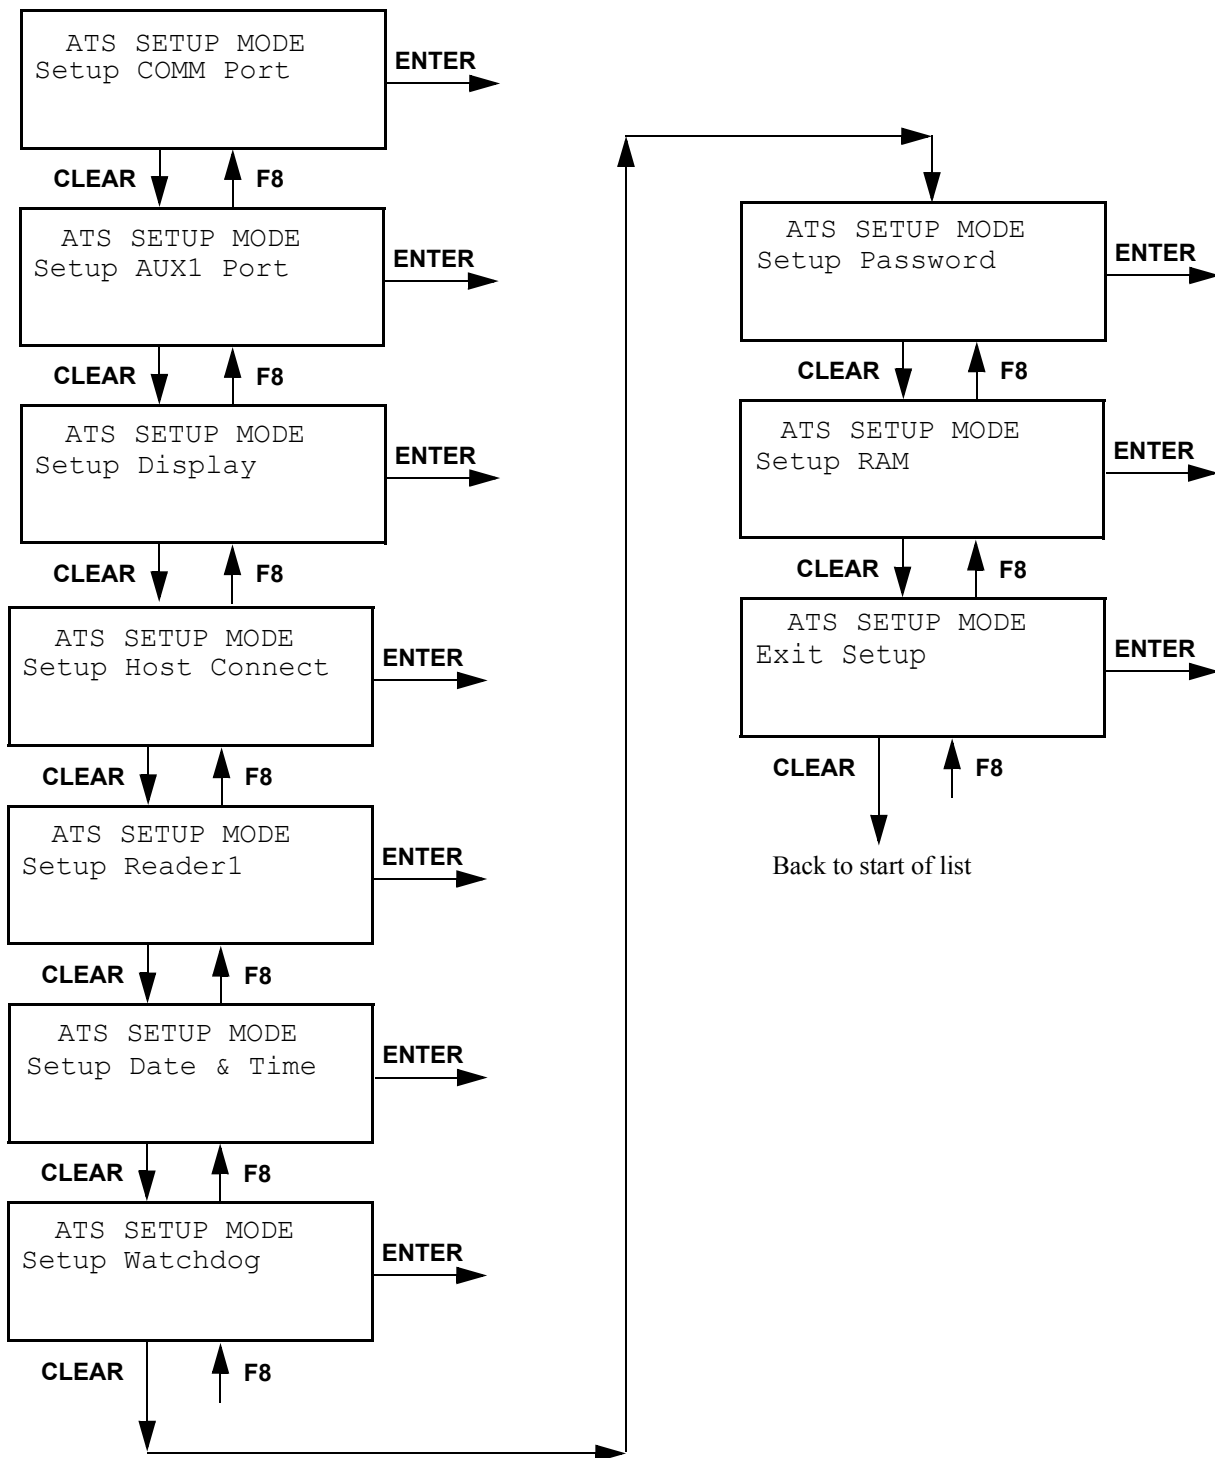 ATS SETUP MODE
Setup COMM Port
ENTER
CLEAR
F8
ATS SETUP MODE
Setup AUX1 Port
ENTER
CLEAR
F8
ATS SETUP MODE
Setup Display
ENTER
CLEAR
F8
ATS SETUP MODE
Setup Host Connect
ENTER
CLEAR
F8
ATS SETUP MODE
Setup Reader1
ENTER
CLEAR
F8
ATS SETUP MODE
Setup Date & Time
ENTER
CLEAR
F8
ATS SETUP MODE
Setup Watchdog
ENTER
CLEAR
F8
ATS SETUP MODE
Setup Password
ENTER
CLEAR
F8
ATS SETUP MODE
Setup RAM
ENTER
CLEAR
F8
ATS SETUP MODE
Exit Setup
ENTER
CLEAR
F8
Back to start of list